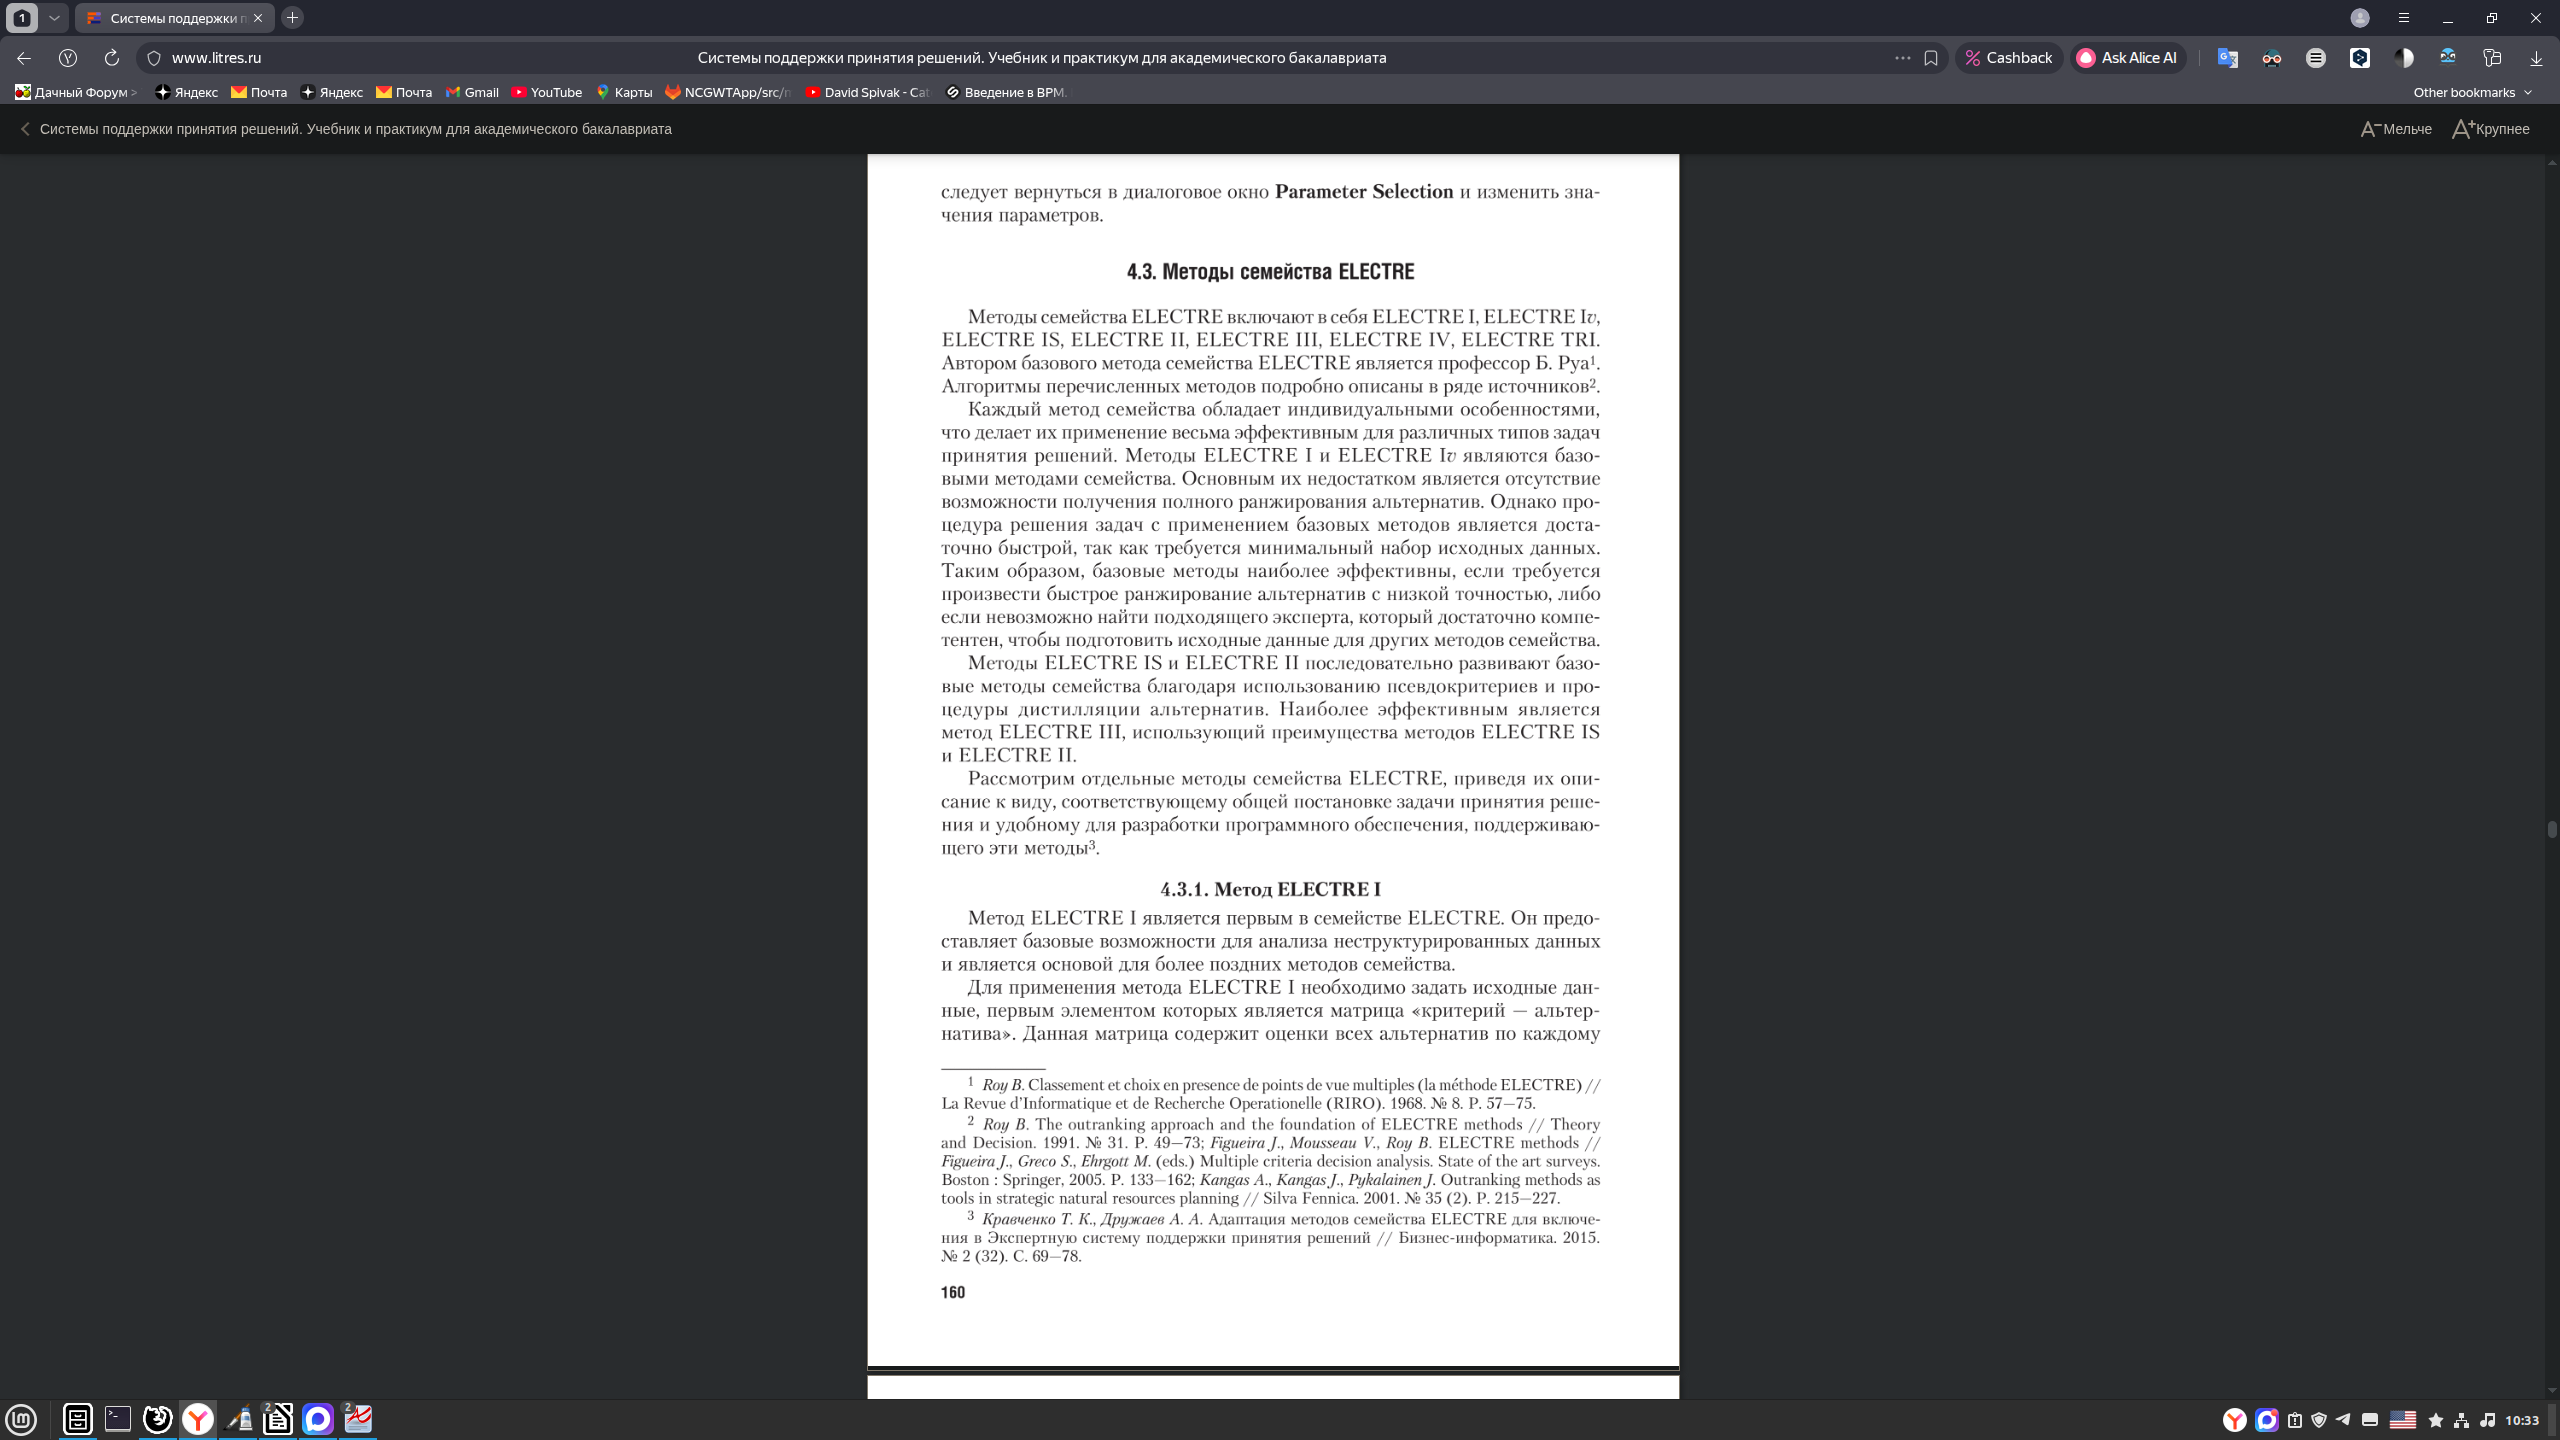 1
Системы поддержки п
www.litres.ru
Системы поддержки принятия решений. Учебник и практикум для академического бакалавриата
Cashback
Ask Alice AI
Дачный Форум >
Яндекс
Почта
Яндекс
Почта
Gmail
YouTube
Карты
NCGWTApp/src/
David Spivak - Cat
Введение в BPM.
Other bookmarks
Системы поддержки принятия решений. Учебник и практикум для академического бакалавриата
A- Мельче
A+ Крупнее
следует вернуться в диалоговое окно Parameter Selection и изменить зна-
чения параметров.
4.3. Методы семейства ELECTRE
Методы семейства ELECTRE включают в себя ELECTRE I, ELECTRE Iv,
ELECTRE IS, ELECTRE II, ELECTRE III, ELECTRE IV, ELECTRE TRI.
Автором базового метода семейства ELECTRE является профессор Б. Руа1.
Алгоритмы перечисленных методов подробно описаны в ряде источников2.
Каждый метод семейства обладает индивидуальными особенностями,
что делает их применение весьма эффективным для различных типов задач
принятия решений. Методы ELECTRE I и ELECTRE Iv являются базо-
выми методами семейства. Основным их недостатком является отсутствие
возможности получения полного ранжирования альтернатив. Однако про-
цедура решения задач с применением базовых методов является доста-
точно быстрой, так как требуется минимальный набор исходных данных.
Таким образом, базовые методы наиболее эффективны, если требуется
произвести быстрое ранжирование альтернатив с низкой точностью, либо
если невозможно найти подходящего эксперта, который достаточно компе-
тентен, чтобы подготовить исходные данные для других методов семейства.
Методы ELECTRE IS и ELECTRE II последовательно развивают базо-
вые методы семейства благодаря использованию псевдокритериев и про-
цедуры дистилляции альтернатив. Наиболее эффективным является
метод ELECTRE III, использующий преимущества методов ELECTRE IS
и ELECTRE II.
Рассмотрим отдельные методы семейства ELECTRE, приведя их опи-
сание к виду, соответствующему общей постановке задачи принятия реше-
ния и удобному для разработки программного обеспечения, поддерживаю-
щего эти методы3.
4.3.1. Метод ELECTRE I
Метод ELECTRE I является первым в семействе ELECTRE. Он предо-
ставляет базовые возможности для анализа неструктурированных данных
и является основой для более поздних методов семейства.
Для применения метода ELECTRE I необходимо задать исходные дан-
ные, первым элементом которых является матрица «критерий — альтер-
натива». Данная матрица содержит оценки всех альтернатив по каждому
1 Roy B. Classement et choix en presence de points de vue multiples (la méthode ELECTRE) //
La Revue d'Informatique et de Recherche Operationelle (RIRO). 1968. № 8. P. 57—75.
2 Roy B. The outranking approach and the foundation of ELECTRE methods // Theory
and Decision. 1991. № 31. P. 49—73; Figueira J., Mousseau V., Roy B. ELECTRE methods //
Figueira J., Greco S., Ehrgott M. (eds.) Multiple criteria decision analysis. State of the art surveys.
Boston : Springer, 2005. P. 133—162; Kangas A., Kangas J., Pykalainen J. Outranking methods as
tools in strategic natural resources planning // Silva Fennica. 2001. № 35 (2). P. 215—227.
3 Кравченко Т. К., Дружаев А. А. Адаптация методов семейства ELECTRE для включе-
ния в Экспертную систему поддержки принятия решений // Бизнес-информатика. 2015.
№ 2 (32). С. 69—78.
160
2
2
10:33